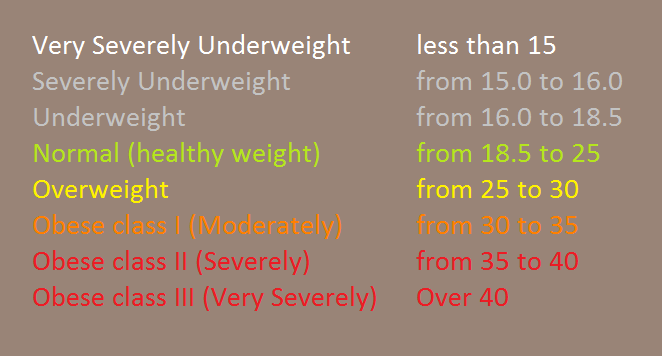 Very Severely Underweight less than 15
Severely Underweight from 15.0 to 16.0
Underweight from 16.0 to 18.5
Normal (healthy weight) from 18.5 to 25
Overweight from 25 to 30
Obese class I (Moderately) from 30 to 35
Obese class II (Severely) from 35 to 40
Obese class III (Very Severely) Over 40